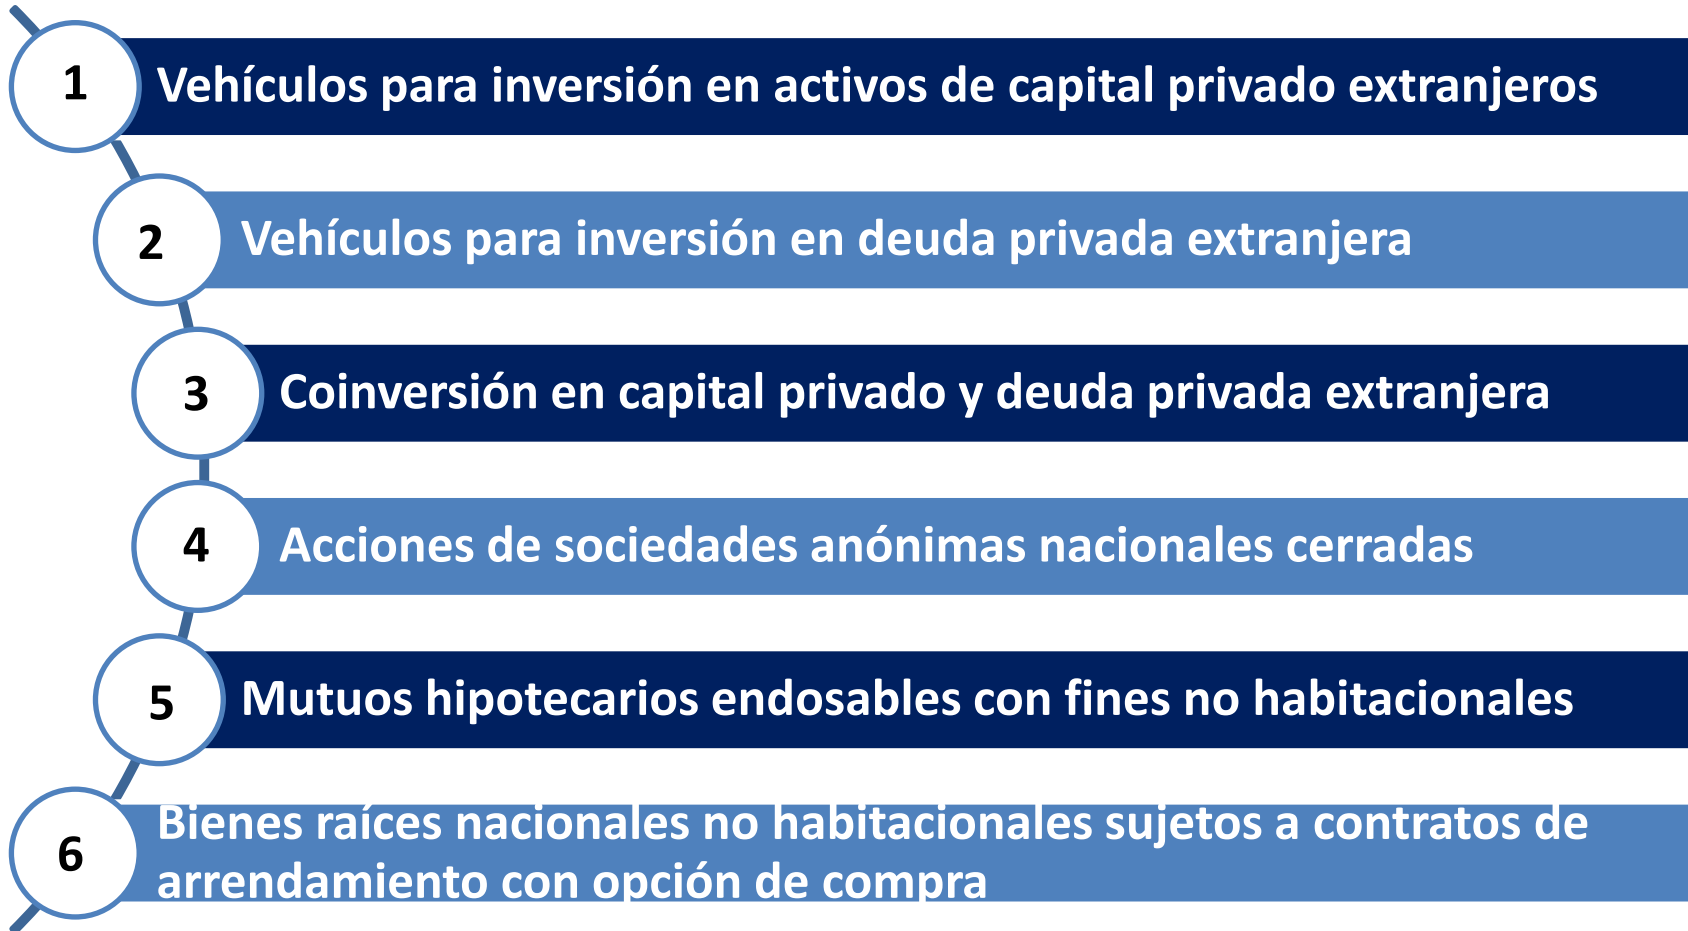 1
Vehículos para inversión en activos de capital privado extranjeros
2
Vehículos para inversión en deuda privada extranjera
3
Coinversión en capital privado y deuda privada extranjera
4
Acciones de sociedades anónimas nacionales cerradas
5
Mutuos hipotecarios endosables con fines no habitacionales
6
Bienes raíces nacionales no habitacionales sujetos a contratos de
arrendamiento con opción de compra